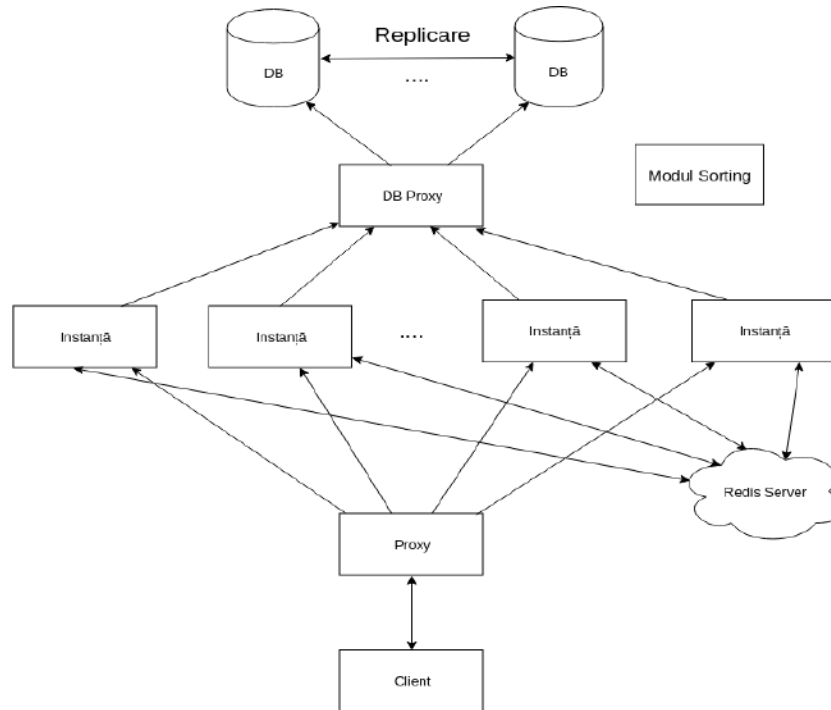 Replicare
DB
....
DB
DB Proxy
Modul Sorting
Instanță
Instanță
....
Instanță
Instanță
Redis Server
Proxy
Client